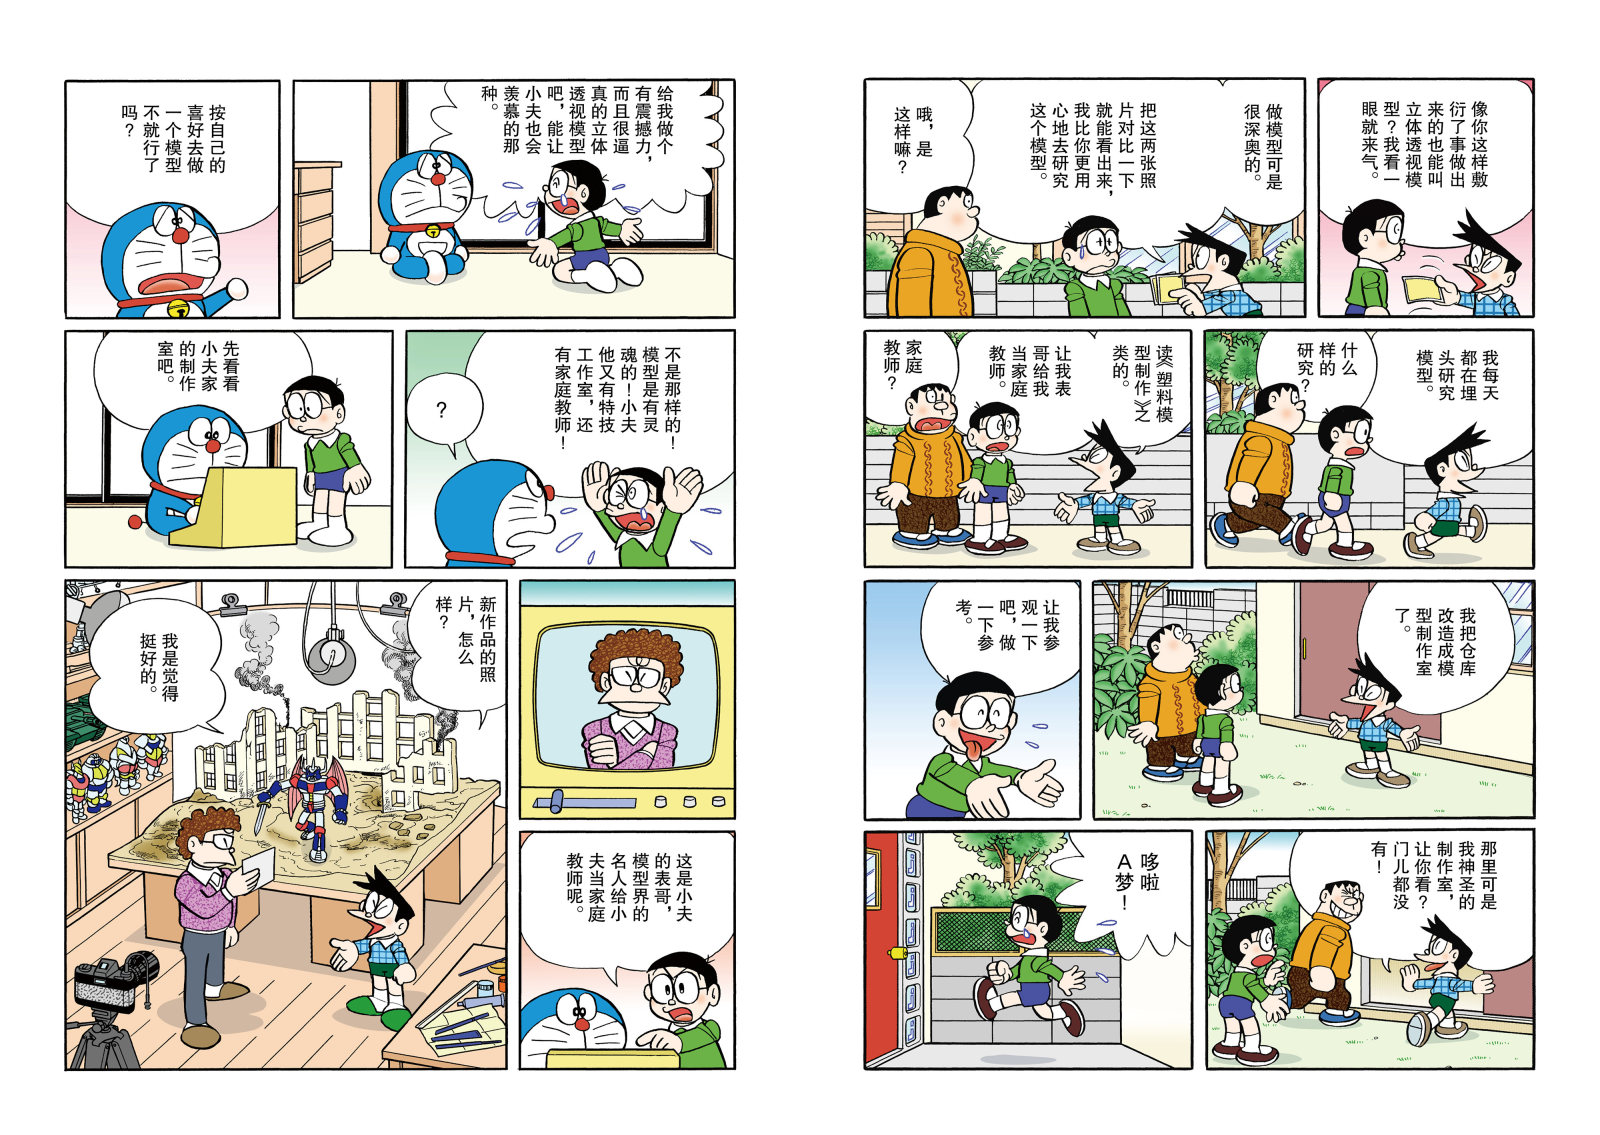 像你这样敷
衍了事做出
来的也能叫
立体透视模
型？我看一
眼就来气。
做模型可是
很深奥的。
把这两张照
片对比一下
就能看出来，
我比你更用
心地去研究
这个模型。
哦，是
这样嘛？
我每天
都在埋
头研究
模型。
什么
样的
研究？
读《塑料模
型制作》之
类的。
让我表
哥给我
当家庭
教师。
家庭
教师？
我把仓库
改造成模
型制作室
了。
让我参
观一下
吧，做
一下参
考。
那里可是
我神圣的
制作室，
让你看？
门儿都没
有！
哆啦
A梦！
给我做个
有震撼力，
而且很逼
真的立体
透视模型
吧，能让
小夫也会
羡慕的那
种。
按自己的
喜好去做
一个模型
不就行了
吗？
不是那样的！
模型是有灵
魂的！小夫
他又有特技
工作室，还
有家庭教师！
？
先看看
小夫家
的制作
室吧。
这是小夫
的表哥，
模型界的
名人给小
夫当家庭
教师呢。
新作品的照
片，怎么
样？
我是觉得
挺好的。